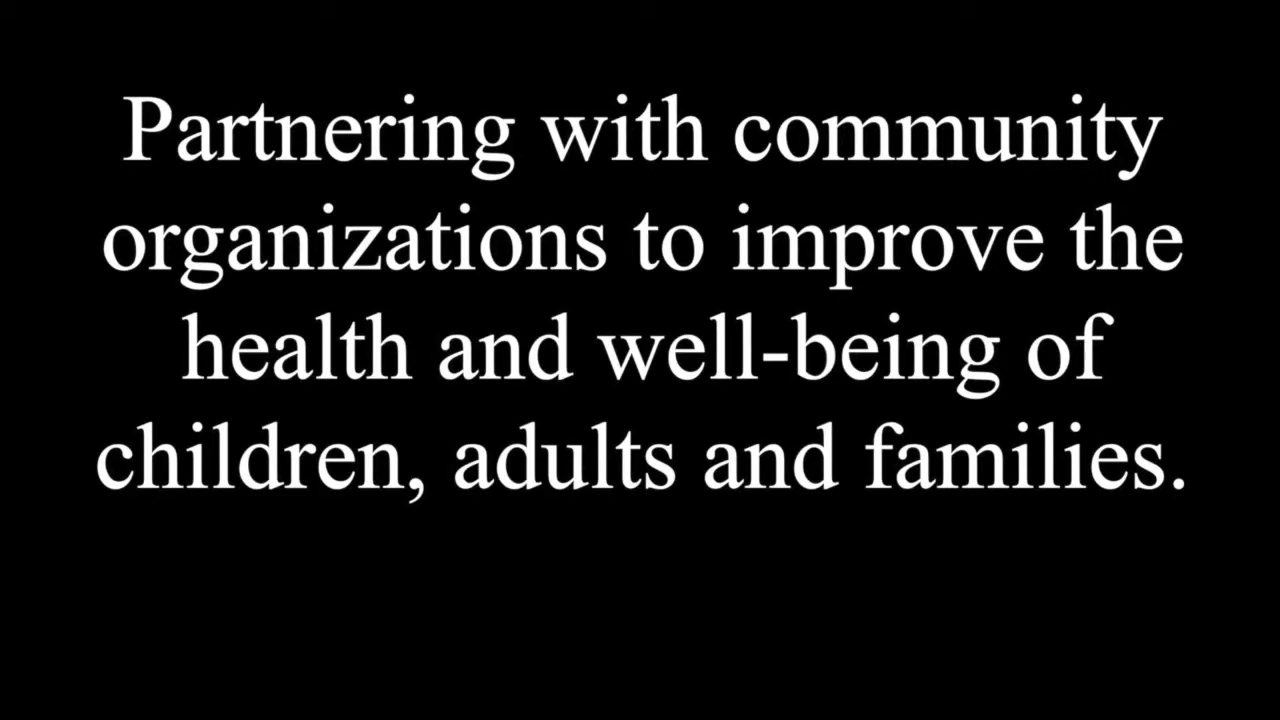 Partnering with community
organizations to improve the
health and well-being of
children, adults and families.